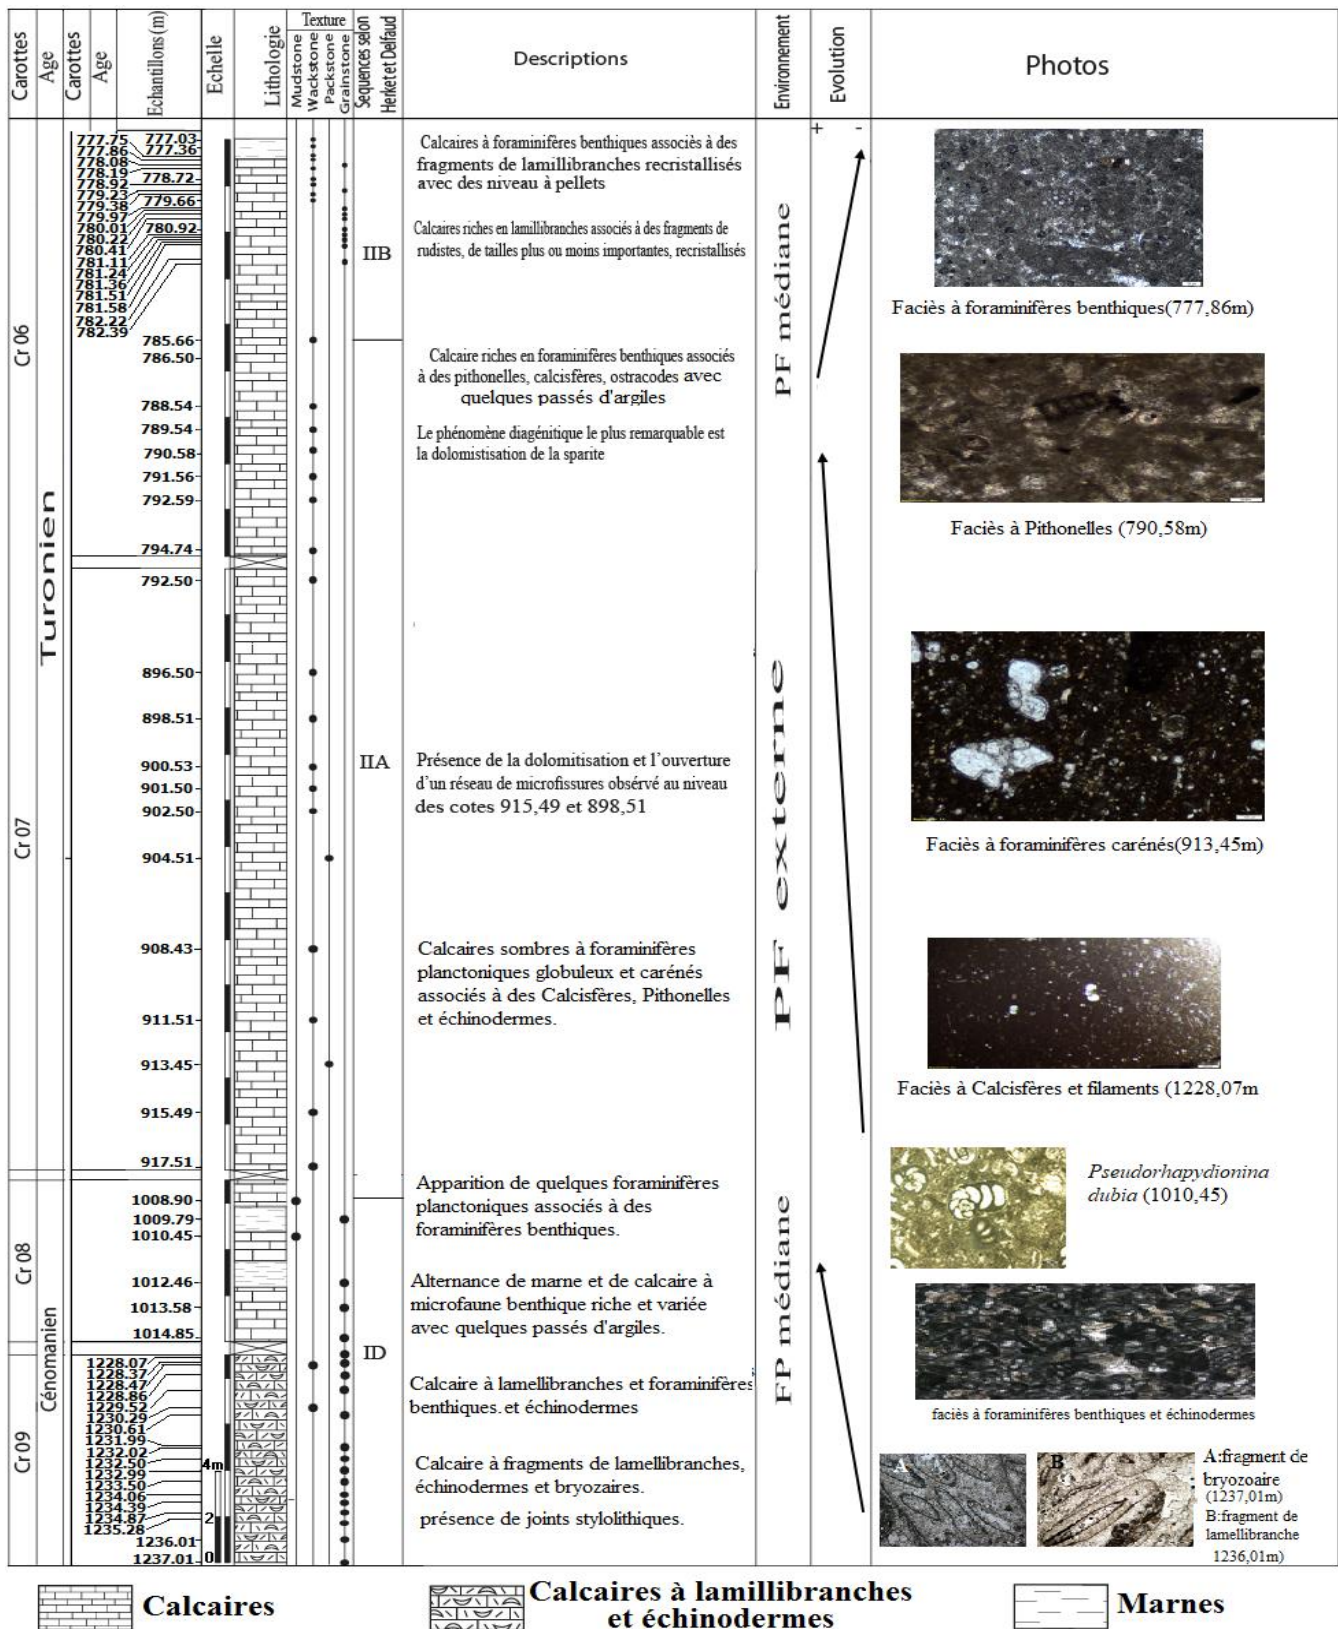 Carottes
Age
Carottes
Age
Echantillons (m)
Echelle
Lithologie
Texture
Mudstone
Wackstone
Packstone
Grainstone
Sequences selon
Herket et Delfaud
Descriptions
Environnement
Evolution
Photos
777.75
777.03
777.86
777.36
778.08
778.19
778.72
778.92
779.23
779.38
779.66
779.97
780.01
780.92
780.22
780.41
781.11
781.24
781.36
781.51
781.58
782.22
782.39
785.66
786.50
788.54
789.54
790.58
791.56
792.59
794.74
792.50
896.50
898.51
900.53
901.50
902.50
904.51
908.43
911.51
913.45
915.49
917.51
1008.90
1009.79
1010.45
1012.46
1013.58
1014.85
1228.07
1228.37
1228.47
1228.86
1229.52
1230.29
1230.61
1231.99
1232.02
1232.50
1232.99
1233.50
1234.06
1234.39
1234.87
1235.28
1236.01
1237.01
4m
2
0
Cr 06
Cr 07
Cr 08
Cr 09
Turonien
Cénomanien
IIB
IIA
ID
Calcaires à foraminifères benthiques associès à des
fragments de lamillibranches recristallisés
avec des niveau à pellets
Calcaires riches en lamillibranches associés à des fragments de
rudistes, de tailles plus ou moins importantes, recristallisés
Calcaire riches en foraminifères benthiques associés
à des pithonelles, calcisfères, ostracodes avec
quelques passés d'argiles
Le phénomène diagénitique le plus remarquable est
la dolomistisation de la sparite
Présence de la dolomitisation et l’ouverture
d’un réseau de microfissures obsérvé au niveau
des cotes 915,49 et 898,51
Calcaires sombres à foraminifères
planctoniques globuleux et carénés
associés à des Calcisfères, Pithonelles
et échinodermes.
Apparition de quelques foraminifères
planctoniques associés à des
foraminifères benthiques.
Alternance de marne et de calcaire à
microfaune benthique riche et variée
avec quelques passés d'argiles.
Calcaire à lamellibranches et foraminifères
benthiques. et échinodermes
Calcaire à fragments de lamellibranches,
échinodermes et bryozaires.
présence de joints stylolithiques.
PF médiane
PF externe
FP médiane
+ -
Faciès à foraminifères benthiques(777,86m)
Faciès à Pithonelles (790,58m)
Faciès à foraminifères carénés(913,45m)
Faciès à Calcisfères et filaments (1228,07m
Pseudorhapydionina
dubia (1010,45)
faciès à foraminifères benthiques et échinodermes
A
B
A:fragment de
bryozoaire
(1237,01m)
B:fragment de
lamellibranche
1236,01m)
Calcaires
Calcaires à lamillibranches
et échinodermes
Marnes